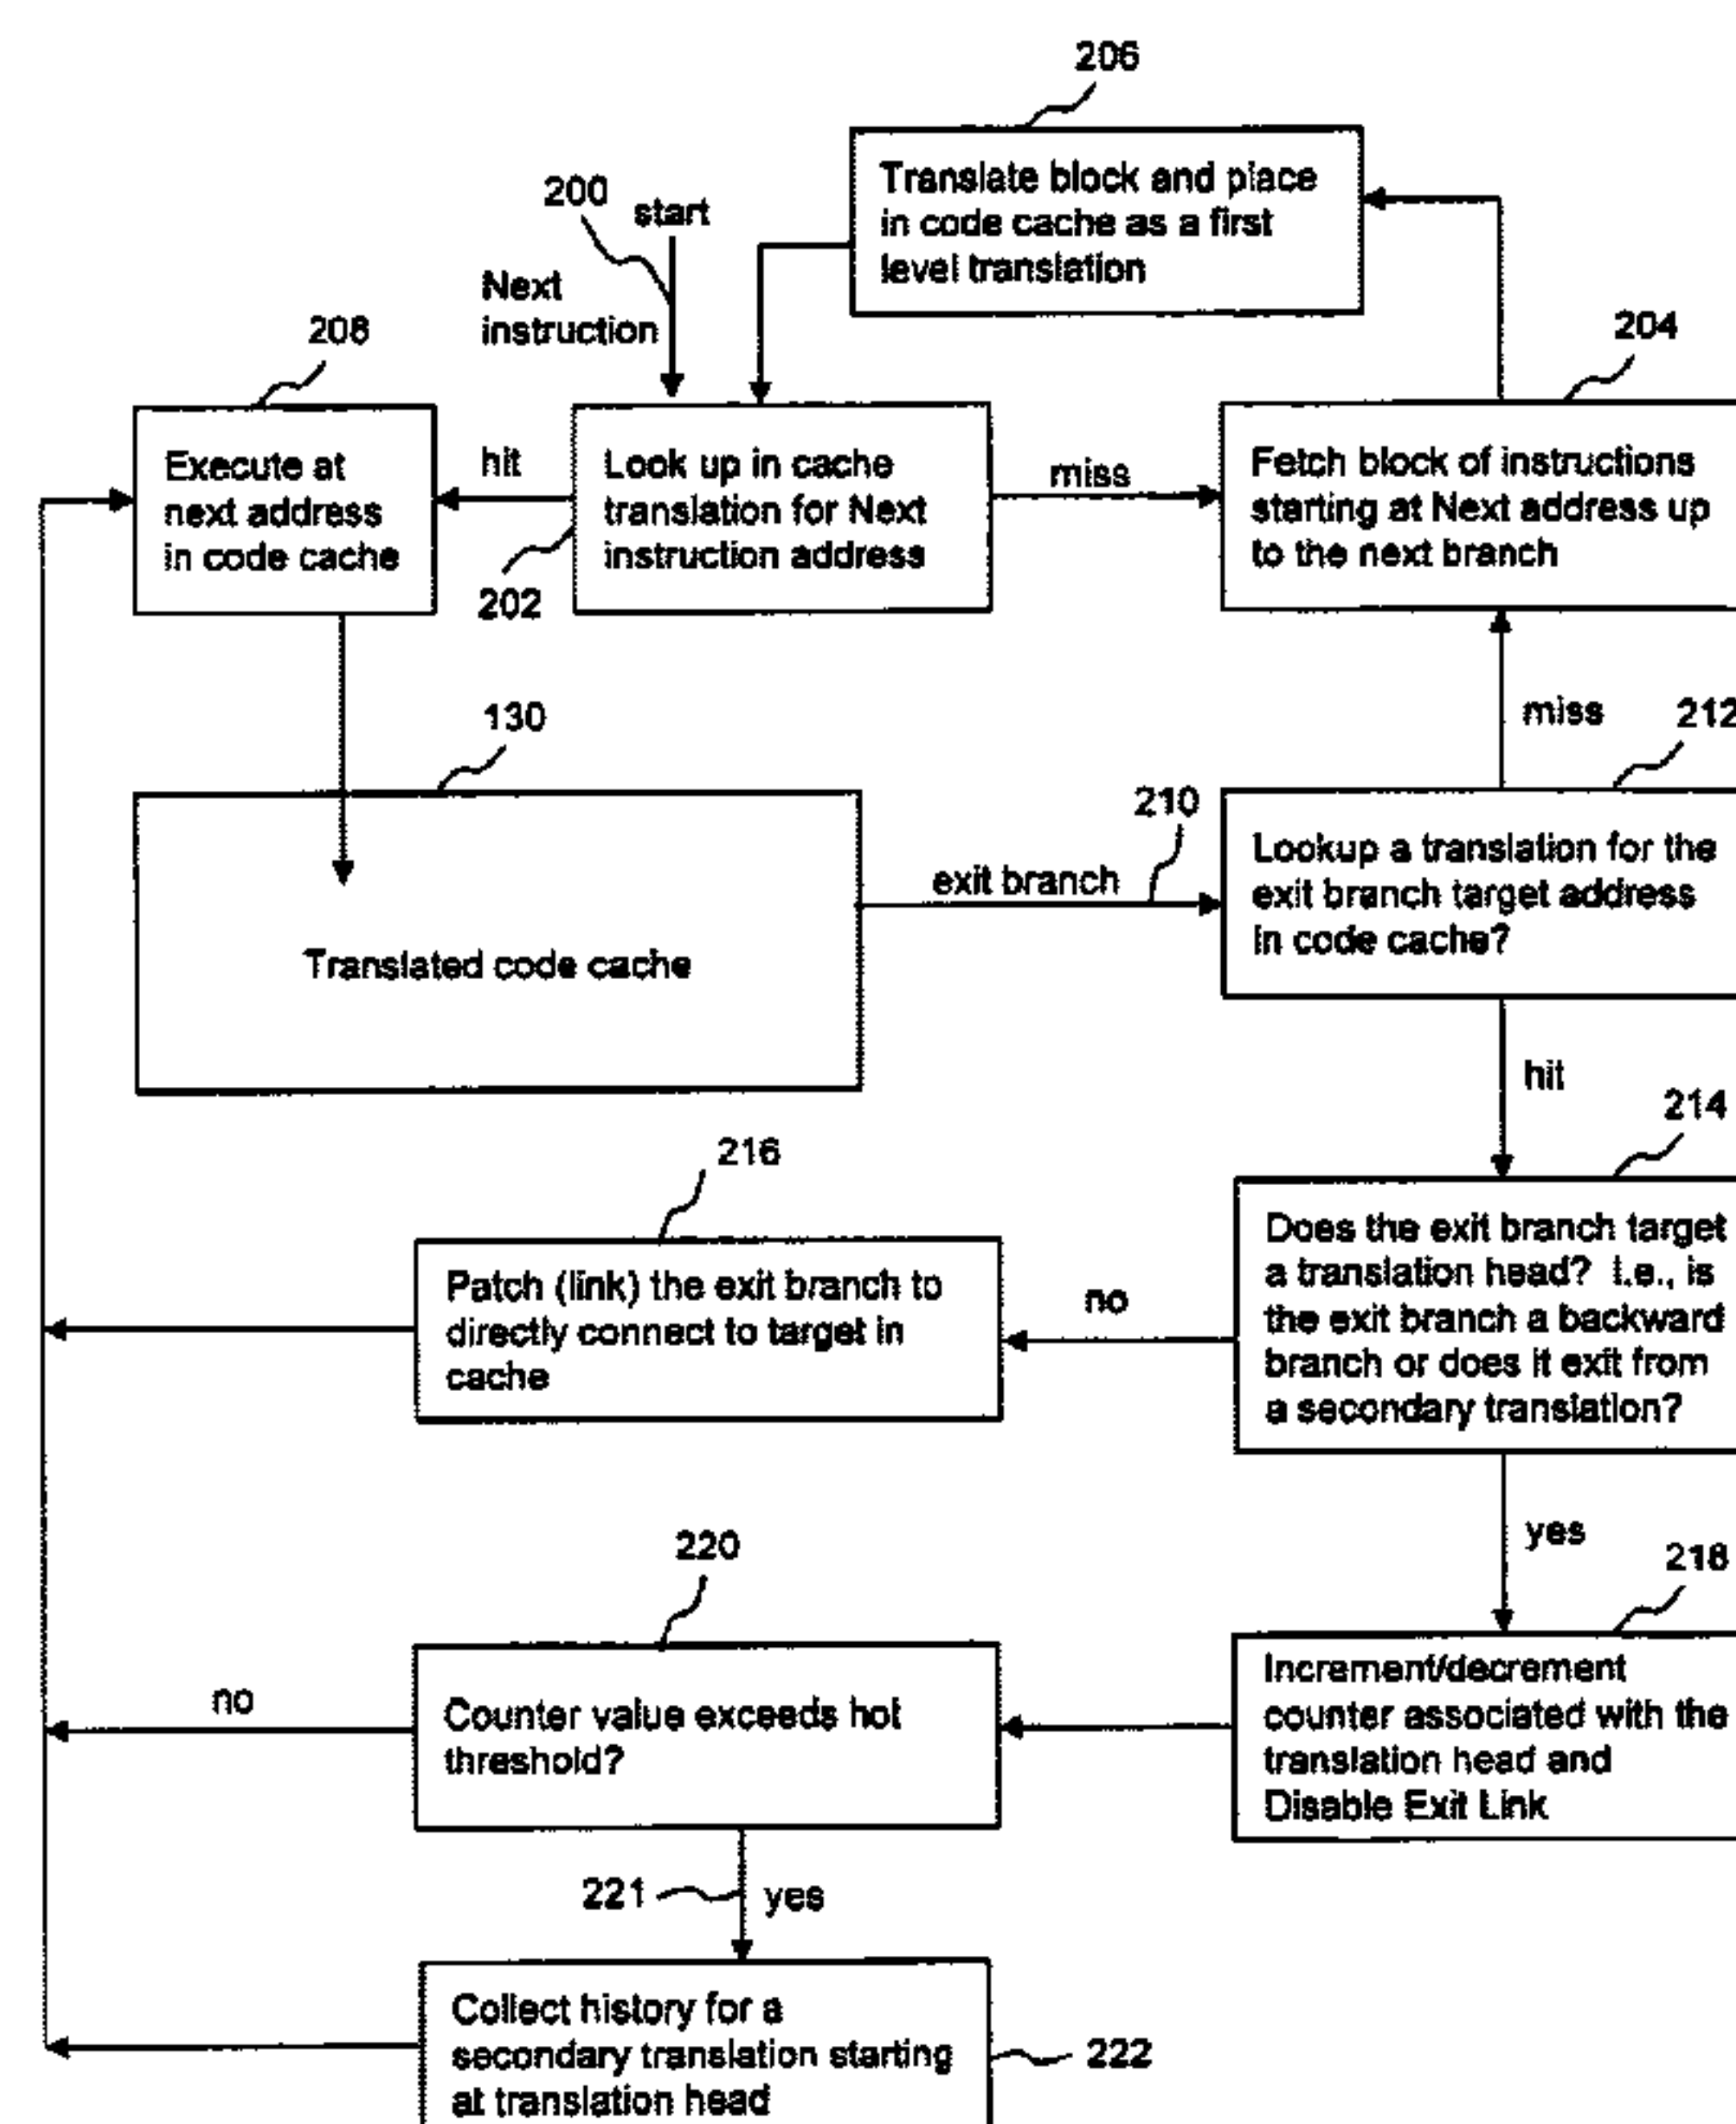 206
Translate block and place
in code cache as a first
level translation
200
start
Next
instruction
208
204
Execute at
next address
in code cache
hit
Look up in cache
translation for Next
instruction address
202
miss
Fetch block of instructions
starting at Next address up
to the next branch
130
miss
212
210
exit branch
Translated code cache
Lookup a translation for the
exit branch target address
in code cache?
hit
214
216
Patch (link) the exit branch to
directly connect to target in
cache
no
Does the exit branch target
a translation head? I.e., is
the exit branch a backward
branch or does it exit from
a secondary translation?
yes
220
218
no
Counter value exceeds hot
threshold?
Increment/decrement
counter associated with the
translation head and
Disable Exit Link
221
yes
Collect history for a
secondary translation starting
at translation head
222